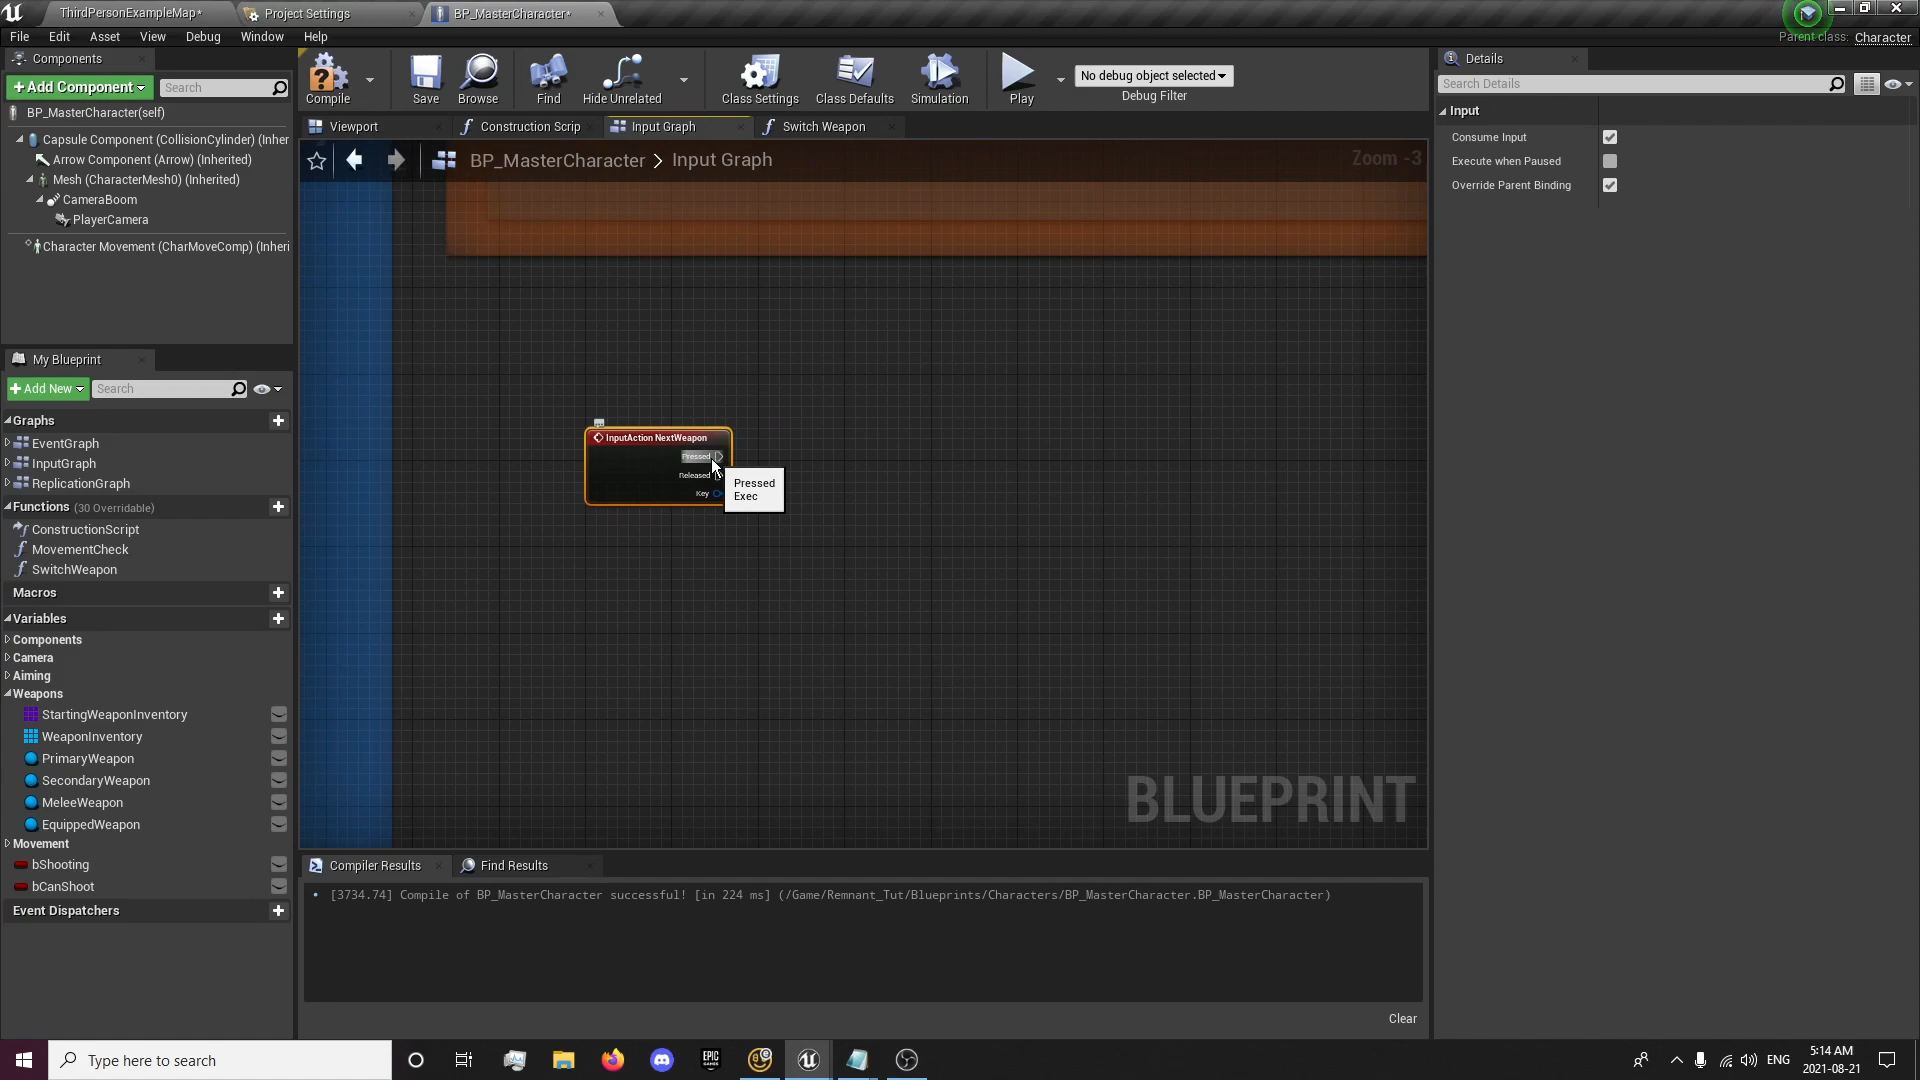 ThirdPersonExampleMap*
Project Settings
BP_MasterCharacter*
File
Edit
Asset
View
Debug
Window
Help
Parent class: Character
Components
+Add Component
Search
BP_MasterCharacter(self)
Capsule Component (CollisionCylinder) (Inher
Arrow Component (Arrow) (Inherited)
Mesh (CharacterMesh0) (Inherited)
CameraBoom
PlayerCamera
Character Movement (CharMoveComp) (Inheri
Compile
Save
Browse
Find
Hide Unrelated
Class Settings
Class Defaults
Simulation
Play
No debug object selected
Debug Filter
Viewport
Construction Scrip
Input Graph
Switch Weapon
BP_MasterCharacter > Input Graph
Zoom -3
InputAction NextWeapon
Pressed
Released
Key
Pressed
Exec
BLUEPRINT
My Blueprint
+Add New
Search
Graphs
EventGraph
InputGraph
ReplicationGraph
Functions (30 Overridable)
ConstructionScript
MovementCheck
SwitchWeapon
Macros
Variables
Components
Camera
Aiming
Weapons
StartingWeaponInventory
WeaponInventory
PrimaryWeapon
SecondaryWeapon
MeleeWeapon
EquippedWeapon
Movement
bShooting
bCanShoot
Event Dispatchers
Compiler Results
Find Results
[3734.74] Compile of BP_MasterCharacter successful! [in 224 ms] (/Game/Remnant_Tut/Blueprints/Characters/BP_MasterCharacter.BP_MasterCharacter)
Clear
Details
Search Details
Input
Consume Input
Execute when Paused
Override Parent Binding
Type here to search
EPIC
ENG
5:14 AM
2021-08-21